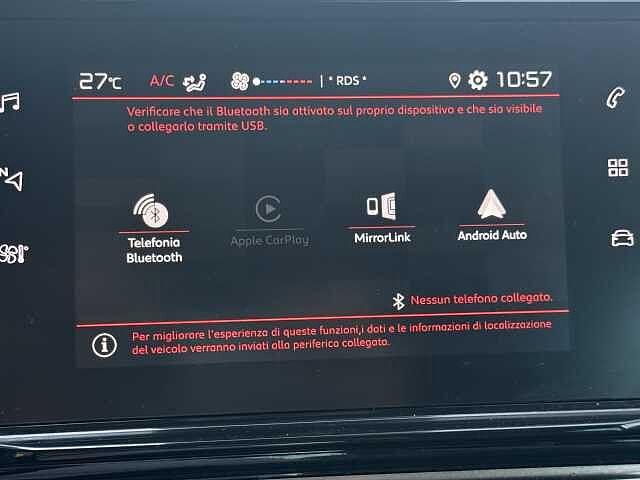 27°C A/C * RDS * 10:57
Verificare che il Bluetooth sia attivato sul proprio dispositivo e che sia visibile
o collegarlo tramite USB.
N
Telefonia
Bluetooth
Apple CarPlay
MirrorLink
Android Auto
Nessun telefono collegato.
Per migliorare l'esperienza di queste funzioni,i dati e le informazioni di localizzazione
del veicolo verranno inviati alla periferica collegata.